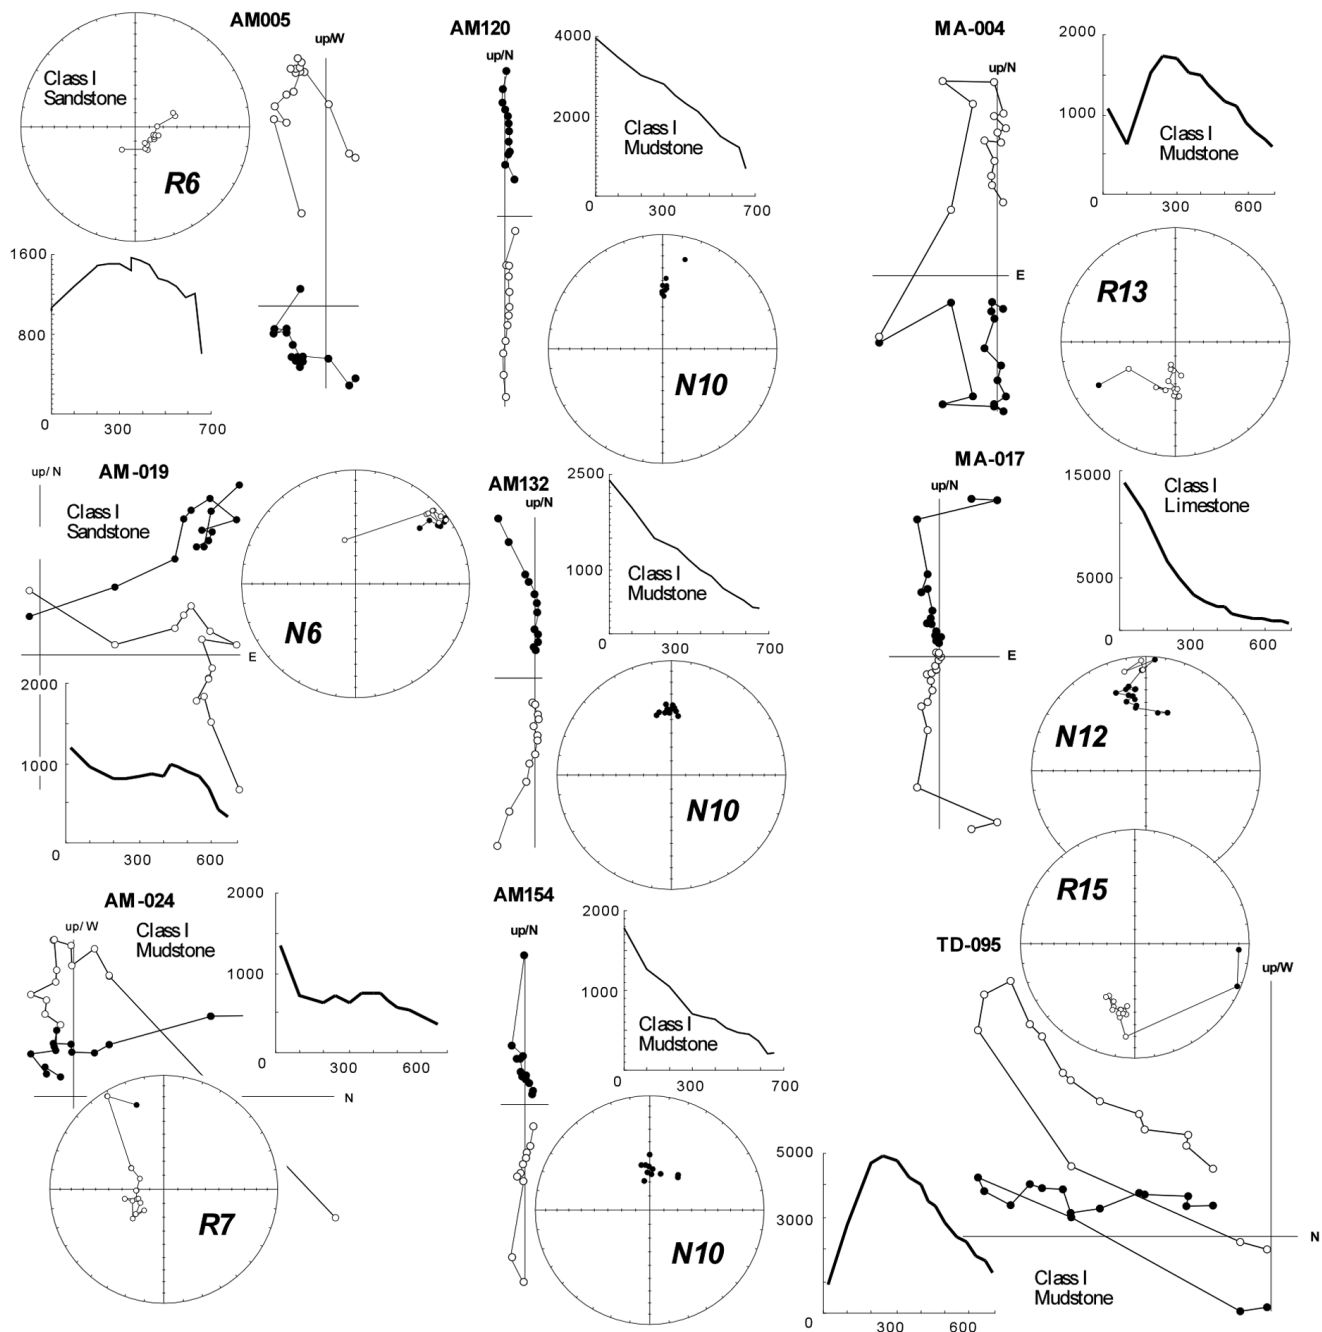 AM005
up/W
Class I
Sandstone
R6
1600
800
0
300
700
AM120
up/N
4000
2000
0
Class I
Mudstone
0
300
700
N10
MA-004
up/N
E
2000
1000
0
Class I
Mudstone
300
600
R13
AM-019
up/ N
Class I
Sandstone
E
N6
2000
1000
0
300
600
AM132
up/N
2500
1000
0
Class I
Mudstone
300
700
N10
MA-017
up/N
E
15000
5000
0
Class I
Limestone
300
600
N12
AM-024
up/ W
Class I
Mudstone
N
2000
1000
0
300
600
R7
AM154
up/N
2000
1000
0
Class I
Mudstone
300
700
N10
R15
TD-095
up/W
N
5000
3000
0
300
600
Class I
Mudstone